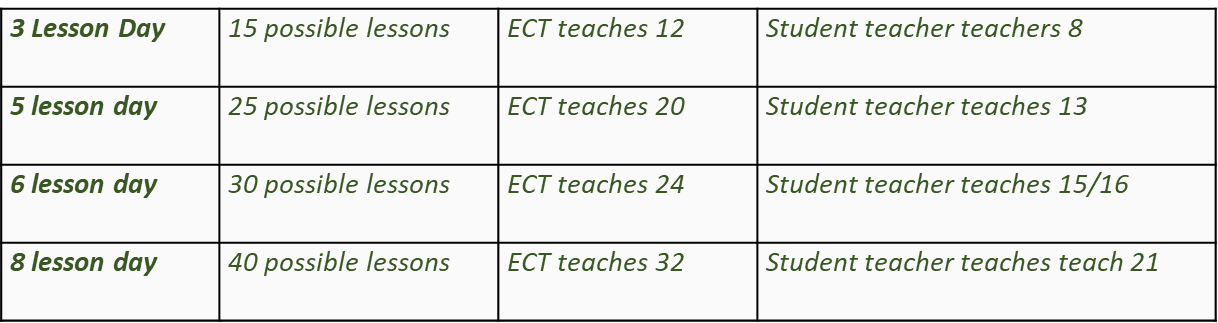 3 Lesson Day 15 possible lessons ECT teaches 12 Student teacher teachers 8
5 lesson day 25 possible lessons ECT teaches 20 Student teacher teaches 13
6 lesson day 30 possible lessons ECT teaches 24 Student teacher teaches 15/16
8 lesson day 40 possible lessons ECT teaches 32 Student teacher teaches teach 21